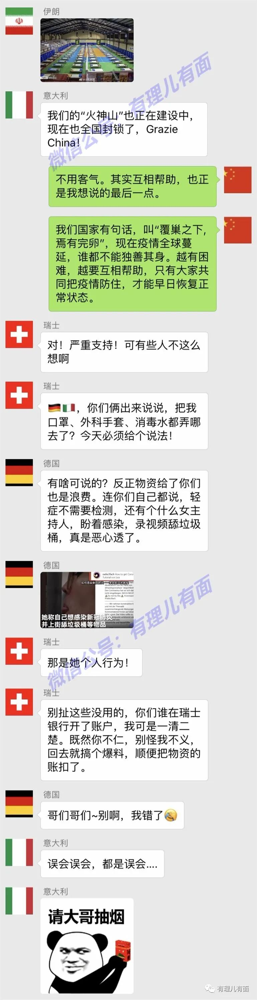 伊朗
意大利
我们的“火神山”也正在建设中，
现在也全国封锁了，Grazie
China！
不用客气。其实互相帮助，也正
是我想说的最后一点。
我们国家有句话，叫“覆巢之下，
焉有完卵”，现在疫情全球蔓
延，谁都不能独善其身。越有困
难，越要互相帮助，只有大家共
同把疫情防住，才能早日恢复正
常状态。
瑞士
对！严重支持！可有些人不这么
想啊
瑞士
🇩🇪🇮🇹，你们俩出来说说，把我
口罩、外科手套、消毒水都弄哪
去了？今天必须给个说法！
德国
有啥可说的？反正物资给了你们
也是浪费。连你们自己都说，轻
症不需要检测，还有个什么女主
持人，盼着感染，录视频舔垃圾
桶，真是恶心透了。
德国
radio3fach How to get Coro
Tutorial von Lea
她称自己想感染新冠肺炎
并上街舔垃圾桶等物品
瑞士
那是她个人行为！
瑞士
别扯这些没用的，你们谁在瑞士
银行开了账户，我可是一清二
楚。既然你不仁，别怪我不义，
回去就搞个爆料，顺便把物资的
账扣了。
德国
哥们哥们~别啊，我错了😂
意大利
误会误会，都是误会....
意大利
请大哥抽烟
微信公号：有理儿有面
微信公号：有理儿有面
有理儿有面